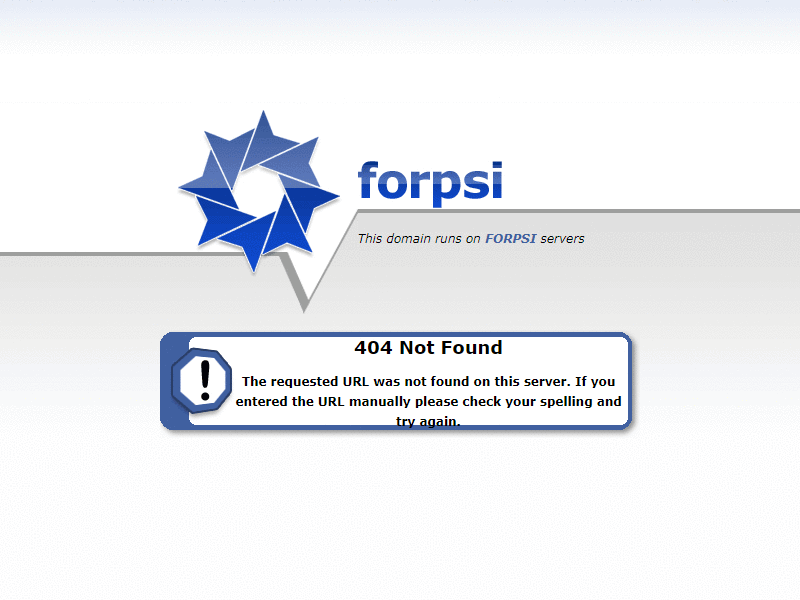 forpsi
This domain runs on FORPSI servers
404 Not Found
The requested URL was not found on this server. If you
entered the URL manually please check your spelling and
try again.